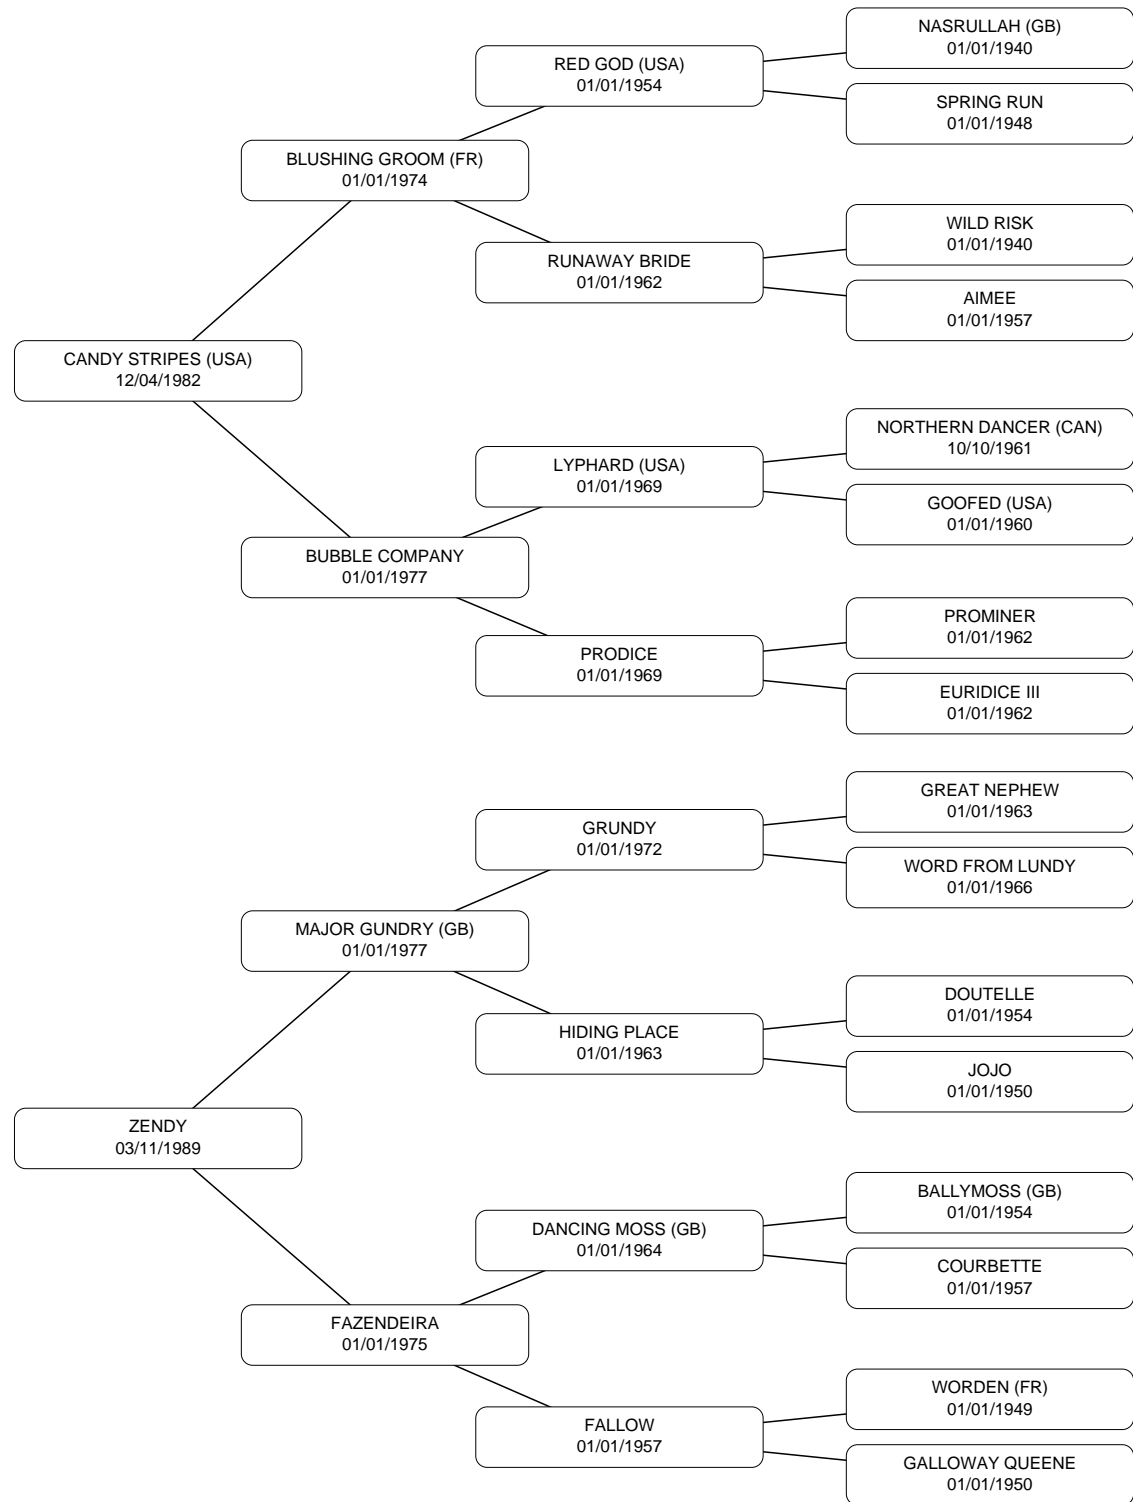 NASRULLAH (GB)
01/01/1940
RED GOD (USA)
01/01/1954
SPRING RUN
01/01/1948
BLUSHING GROOM (FR)
01/01/1974
WILD RISK
01/01/1940
RUNAWAY BRIDE
01/01/1962
AIMEE
01/01/1957
CANDY STRIPES (USA)
12/04/1982
NORTHERN DANCER (CAN)
10/10/1961
LYPHARD (USA)
01/01/1969
GOOFED (USA)
01/01/1960
BUBBLE COMPANY
01/01/1977
PROMINER
01/01/1962
PRODICE
01/01/1969
EURIDICE III
01/01/1962
GREAT NEPHEW
01/01/1963
GRUNDY
01/01/1972
WORD FROM LUNDY
01/01/1966
MAJOR GUNDRY (GB)
01/01/1977
DOUTELLE
01/01/1954
HIDING PLACE
01/01/1963
JOJO
01/01/1950
ZENDY
03/11/1989
BALLYMOSS (GB)
01/01/1954
DANCING MOSS (GB)
01/01/1964
COURBETTE
01/01/1957
FAZENDEIRA
01/01/1975
WORDEN (FR)
01/01/1949
FALLOW
01/01/1957
GALLOWAY QUEENE
01/01/1950